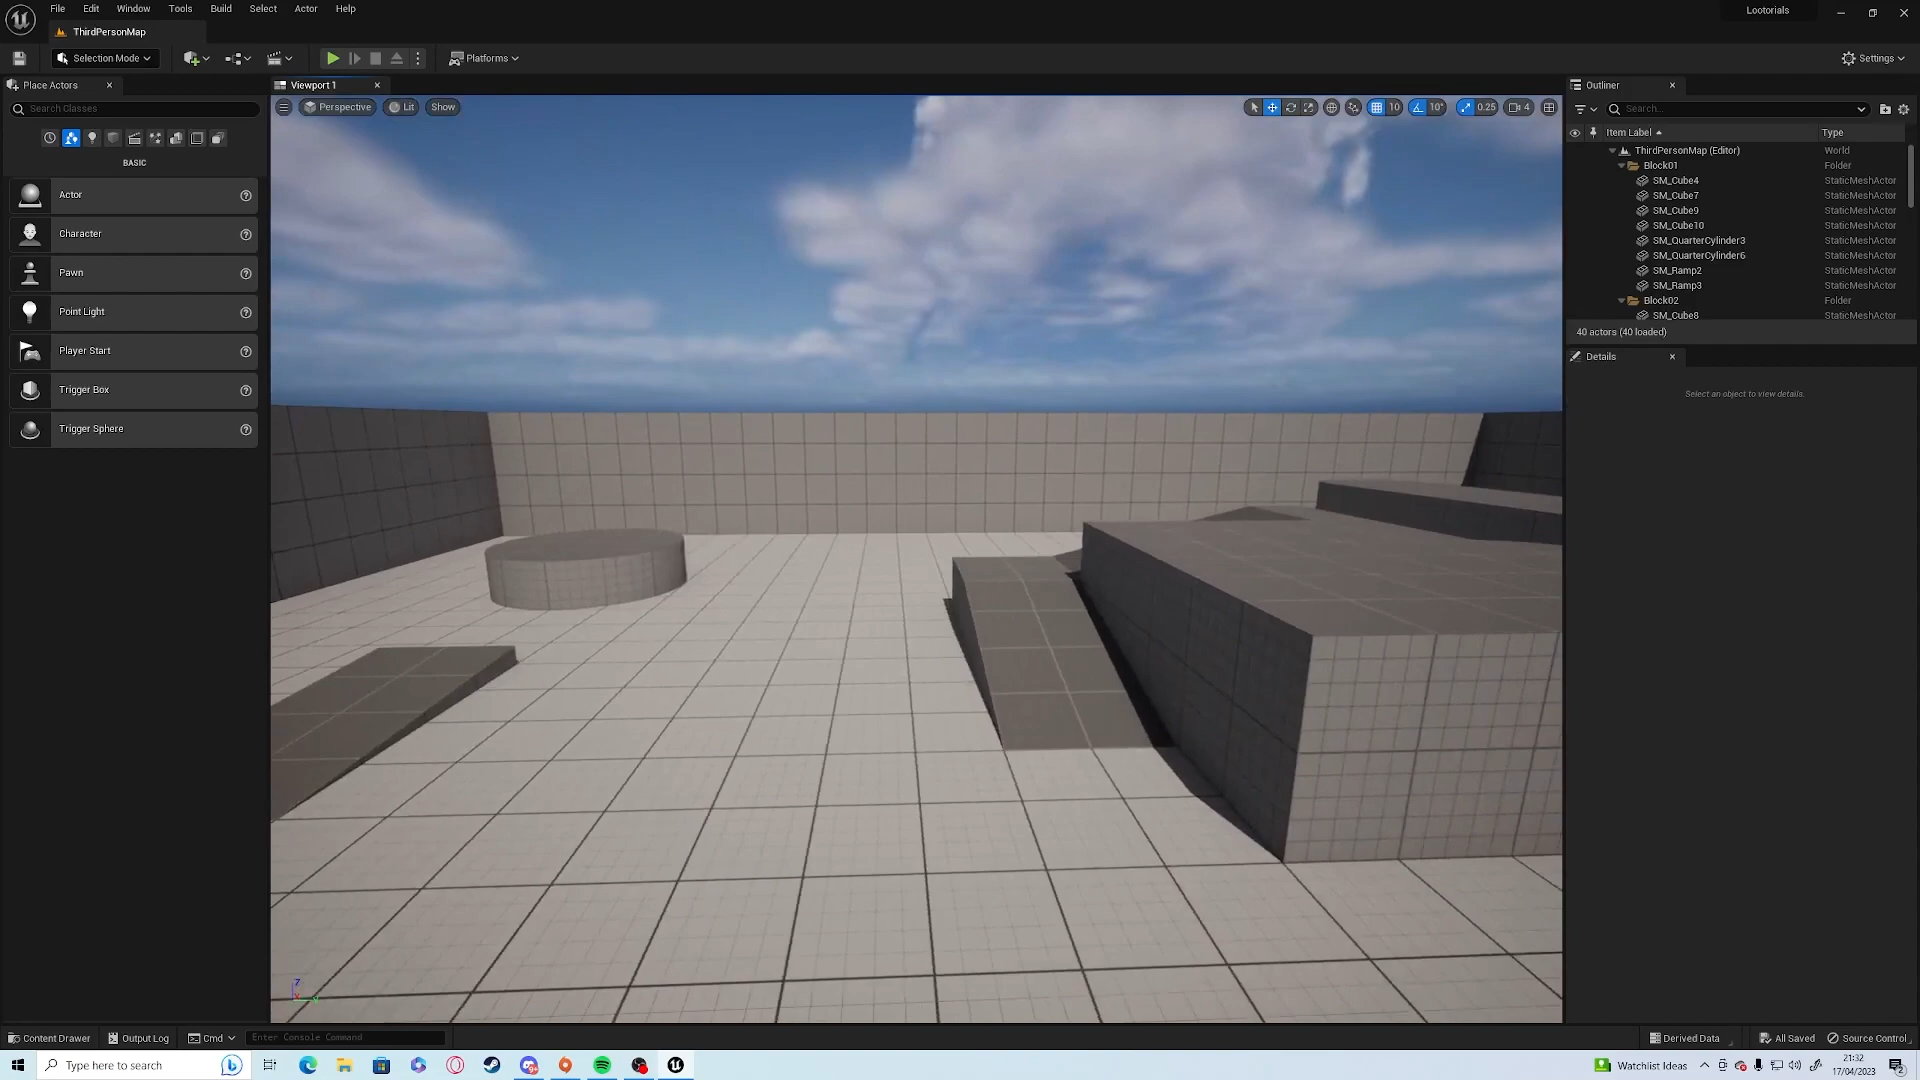 File Edit Window Tools Build Select Actor Help
Lootorials
ThirdPersonMap
Selection Mode
Platforms
Settings
Place Actors
Viewport 1
Outliner
Search Classes
Perspective Lit Show
10 10° 0.25 4
Search...
Item Label Type
BASIC
ThirdPersonMap (Editor) World
Block01 Folder
SM_Cube4 StaticMeshActor
SM_Cube7 StaticMeshActor
SM_Cube9 StaticMeshActor
SM_Cube10 StaticMeshActor
SM_QuarterCylinder3 StaticMeshActor
SM_QuarterCylinder6 StaticMeshActor
SM_Ramp2 StaticMeshActor
SM_Ramp3 StaticMeshActor
Block02 Folder
SM_Cube8 StaticMeshActor
40 actors (40 loaded)
Details
Select an object to view details.
Actor
Character
Pawn
Point Light
Player Start
Trigger Box
Trigger Sphere
Z
Content Drawer Output Log Cmd Enter Console Command
Derived Data All Saved Source Control
Type here to search
Watchlist Ideas
21:32
17/04/2023